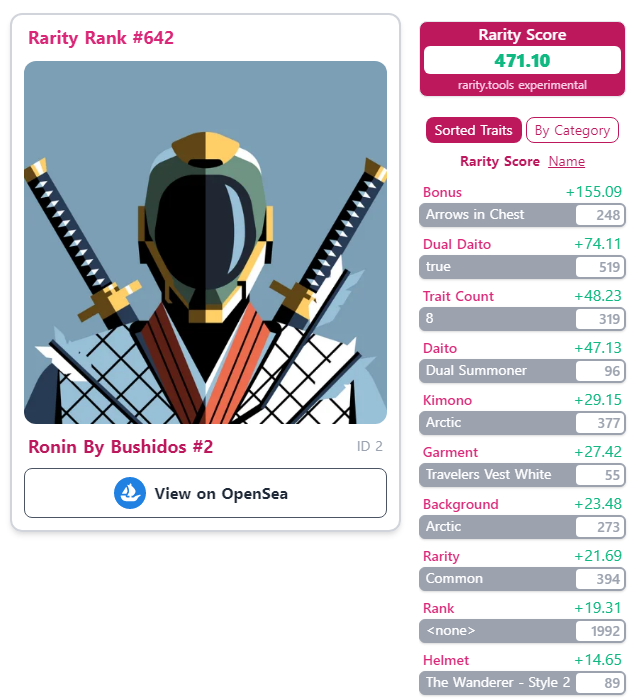 Rarity Rank #642
Ronin By Bushidos #2
ID 2
View on OpenSea
Rarity Score
471.10
rarity.tools experimental
Sorted Traits
By Category
Rarity Score Name
Bonus +155.09
Arrows in Chest 248
Dual Daito +74.11
true 519
Trait Count +48.23
8 319
Daito +47.13
Dual Summoner 96
Kimono +29.15
Arctic 377
Garment +27.42
Travelers Vest White 55
Background +23.48
Arctic 273
Rarity +21.69
Common 394
Rank +19.31
<none> 1992
Helmet +14.65
The Wanderer - Style 2 89